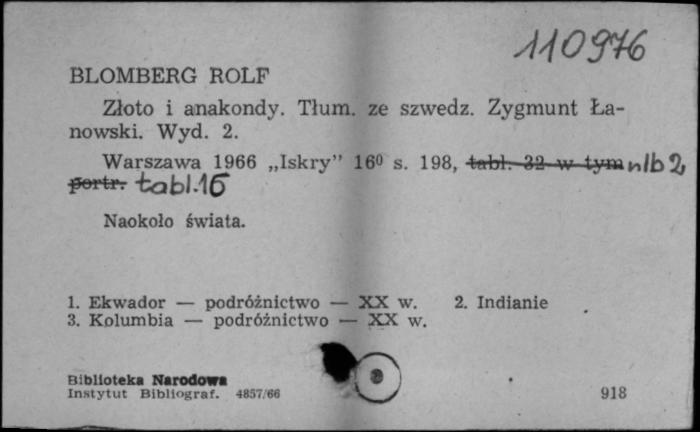 110976
BLOMBERG ROLF
Złoto i anakondy. Tłum. ze szwedz. Zygmunt Ła-
nowski. Wyd. 2.
Warszawa 1966 „Iskry” 16⁰ s. 198, tabl. 32 w tym nlb 2,
portr. tabl. 16
Naokoło świata.
1. Ekwador — podróżnictwo — XX w. 2. Indianie
3. Kolumbia — podróżnictwo — XX w.
Biblioteka Narodowa
Instytut Bibliograf. 4857/66
918